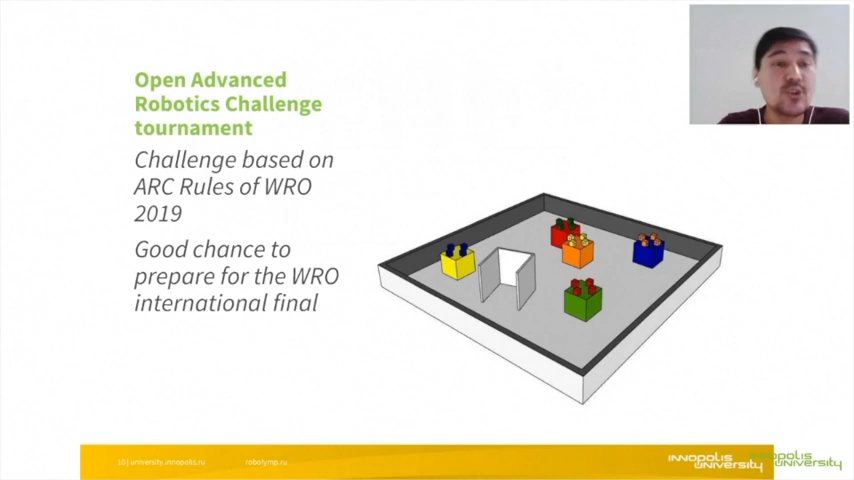 Open Advanced
Robotics Challenge
tournament
Challenge based on
ARC Rules of WRO
2019
Good chance to
prepare for the WRO
international final
university.innopolis.ru
robolymp.ru
INNOPOLIS
UNIVERSITY
INNOPOLIS
UNIVERSITY